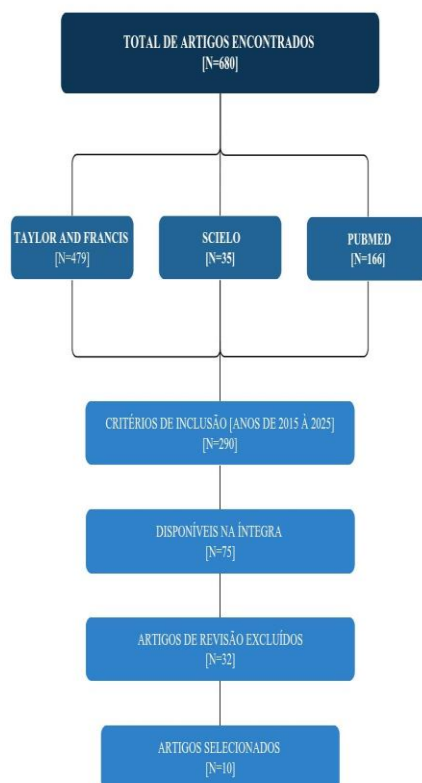 TOTAL DE ARTIGOS ENCONTRADOS
[N=680]
TAYLOR AND FRANCIS
[N=479]
SCIELO
[N=35]
PUBMED
[N=166]
CRITÉRIOS DE INCLUSÃO [ANOS DE 2015 À 2025]
[N=290]
DISPONÍVEIS NA ÍNTEGRA
[N=75]
ARTIGOS DE REVISÃO EXCLUÍDOS
[N=32]
ARTIGOS SELECIONADOS
[N=10]